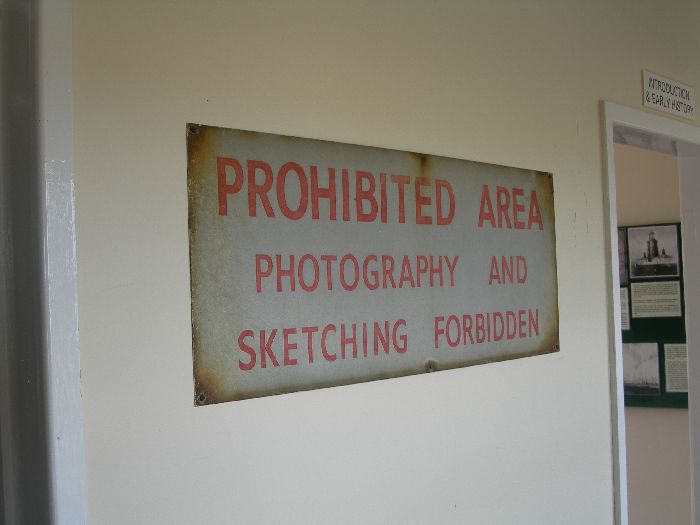 PROHIBITED AREA
PHOTOGRAPHY AND
SKETCHING FORBIDDEN
INTRODUCTION
& EARLY HISTORY